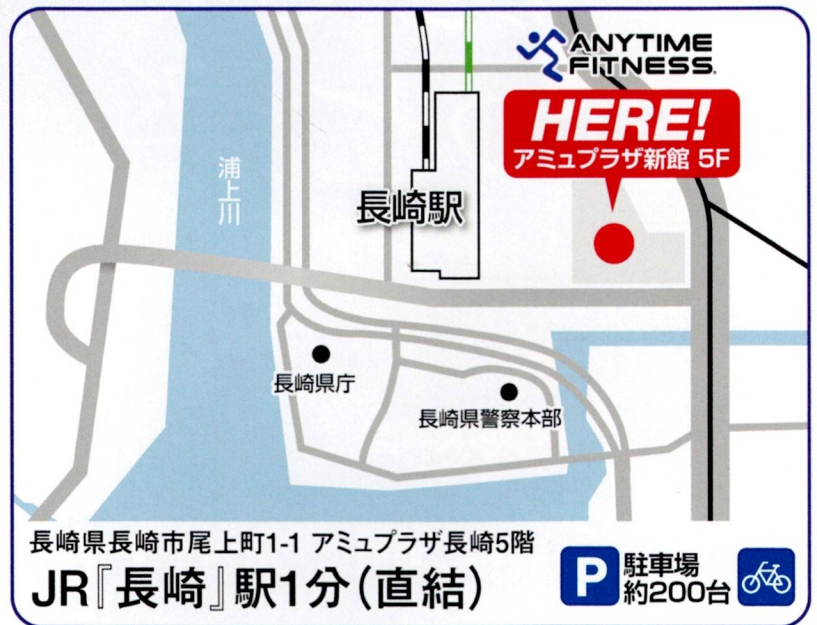 ANYTIME
FITNESS.
HERE!
アミュプラザ新館 5F
浦上川
長崎駅
長崎県庁
長崎県警察本部
長崎県長崎市尾上町1-1 アミュプラザ長崎5階
JR『長崎』駅1分(直結)
P 駐車場
約200台